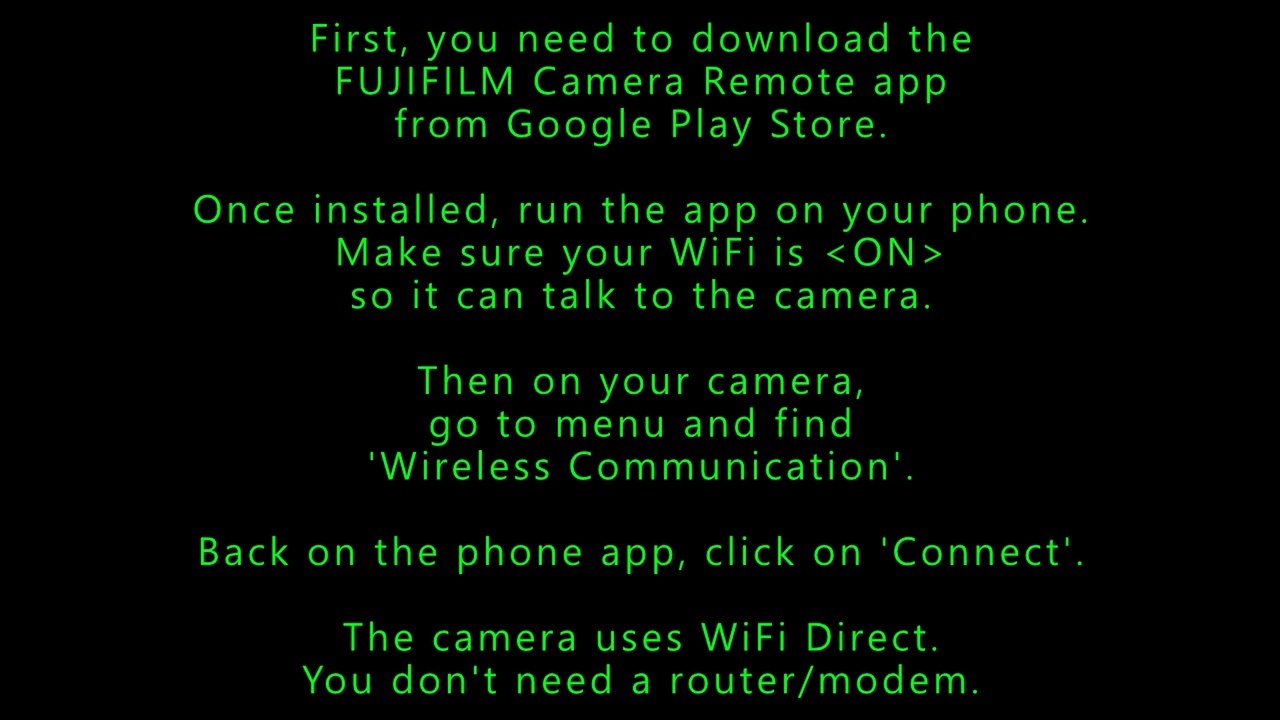 First, you need to download the
FUJIFILM Camera Remote app
from Google Play Store.
Once installed, run the app on your phone.
Make sure your WiFi is <ON>
so it can talk to the camera.
Then on your camera,
go to menu and find
'Wireless Communication'.
Back on the phone app, click on 'Connect'.
The camera uses WiFi Direct.
You don't need a router/modem.